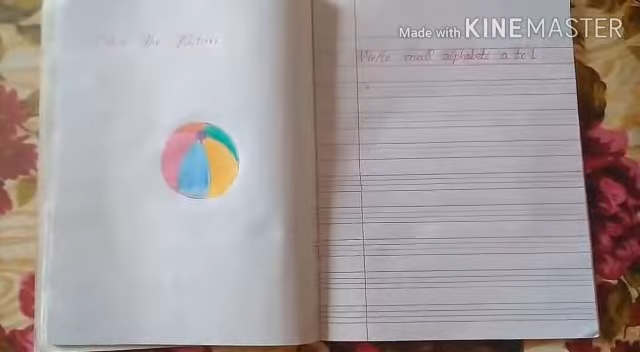 the Picture
Made with KINEMASTER
Write small alphabets a to l